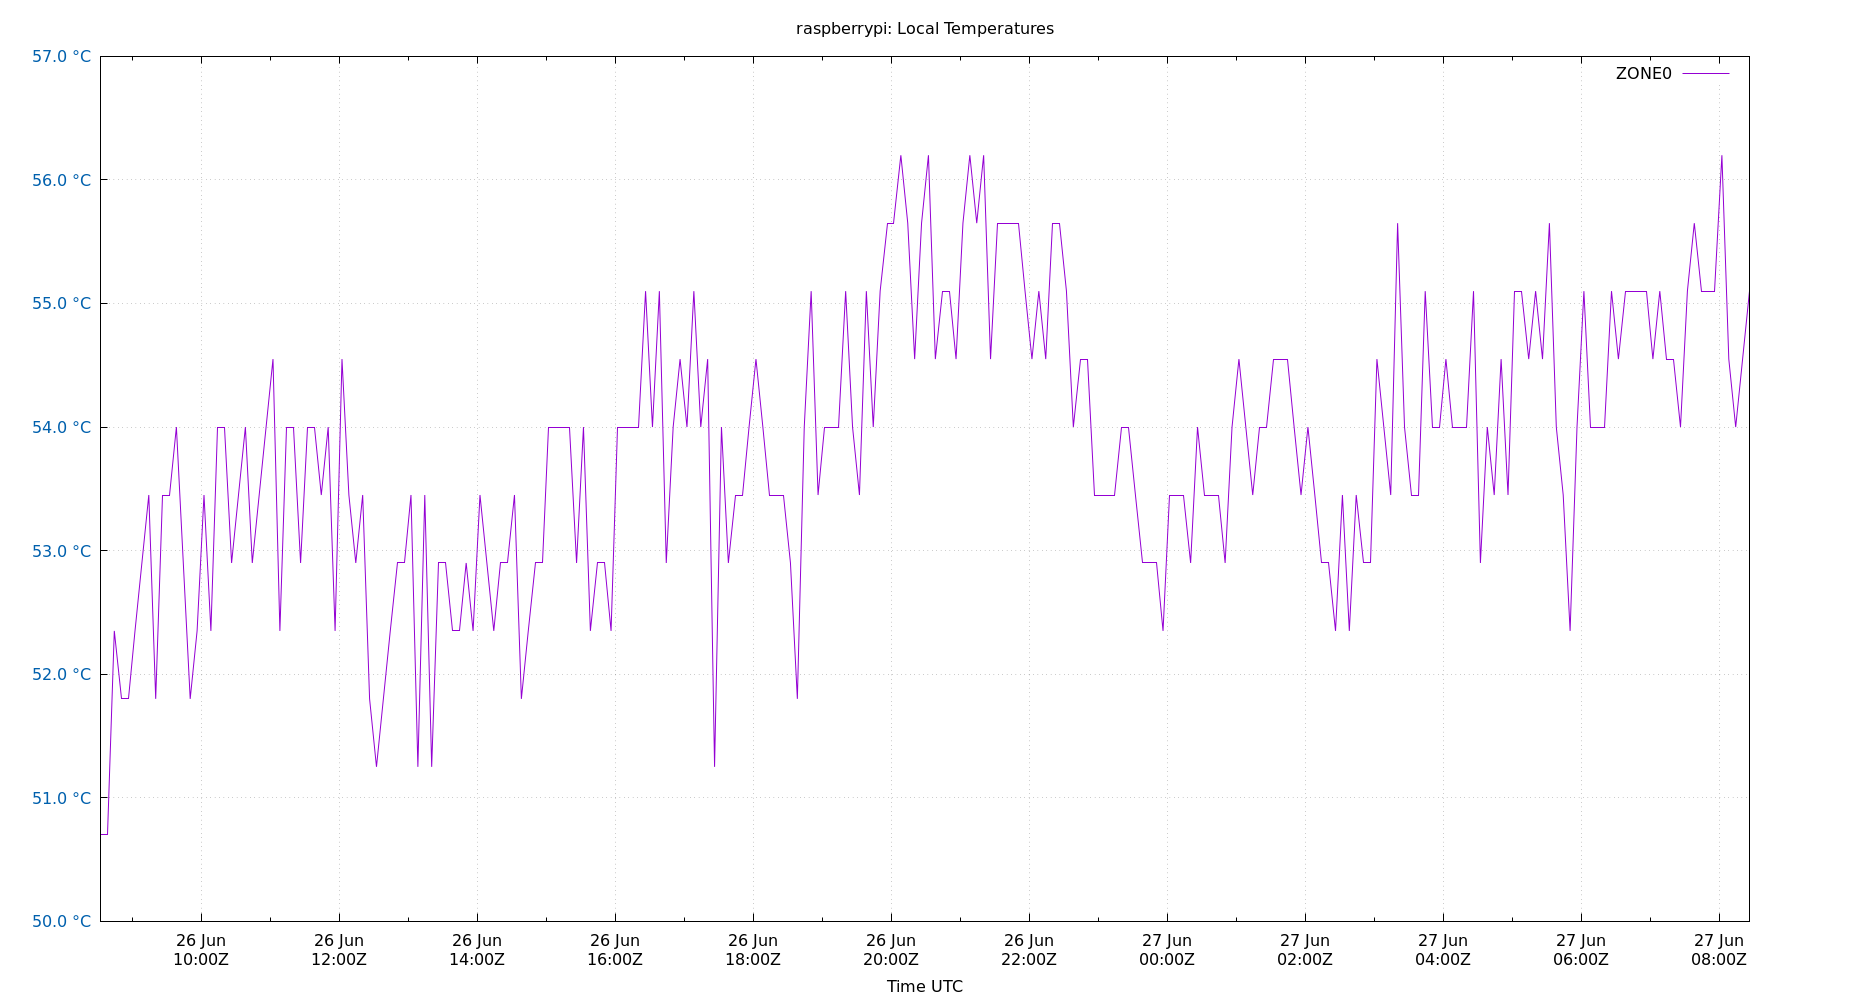 raspberrypi: Local Temperatures
57.0 °C
ZONE0
56.0 °C
55.0 °C
54.0 °C
53.0 °C
52.0 °C
51.0 °C
50.0 °C
26 Jun 26 Jun 26 Jun 26 Jun 26 Jun 26 Jun 26 Jun 27 Jun 27 Jun 27 Jun 27 Jun 27 Jun
10:00Z 12:00Z 14:00Z 16:00Z 18:00Z 20:00Z 22:00Z 00:00Z 02:00Z 04:00Z 06:00Z 08:00Z
Time UTC